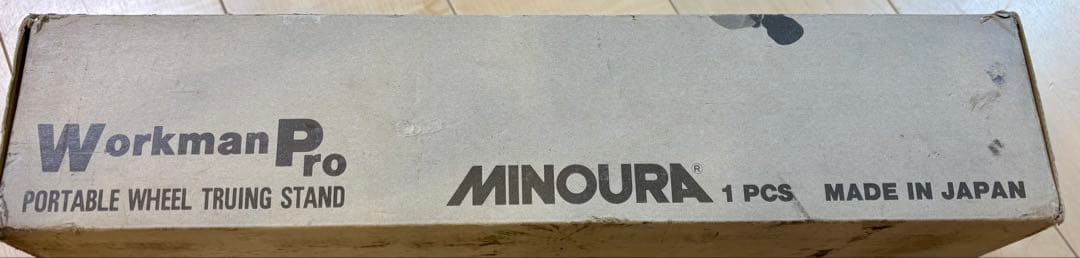 Workman Pro
PORTABLE WHEEL TRUING STAND
MINOURA® 1 PCS MADE IN JAPAN